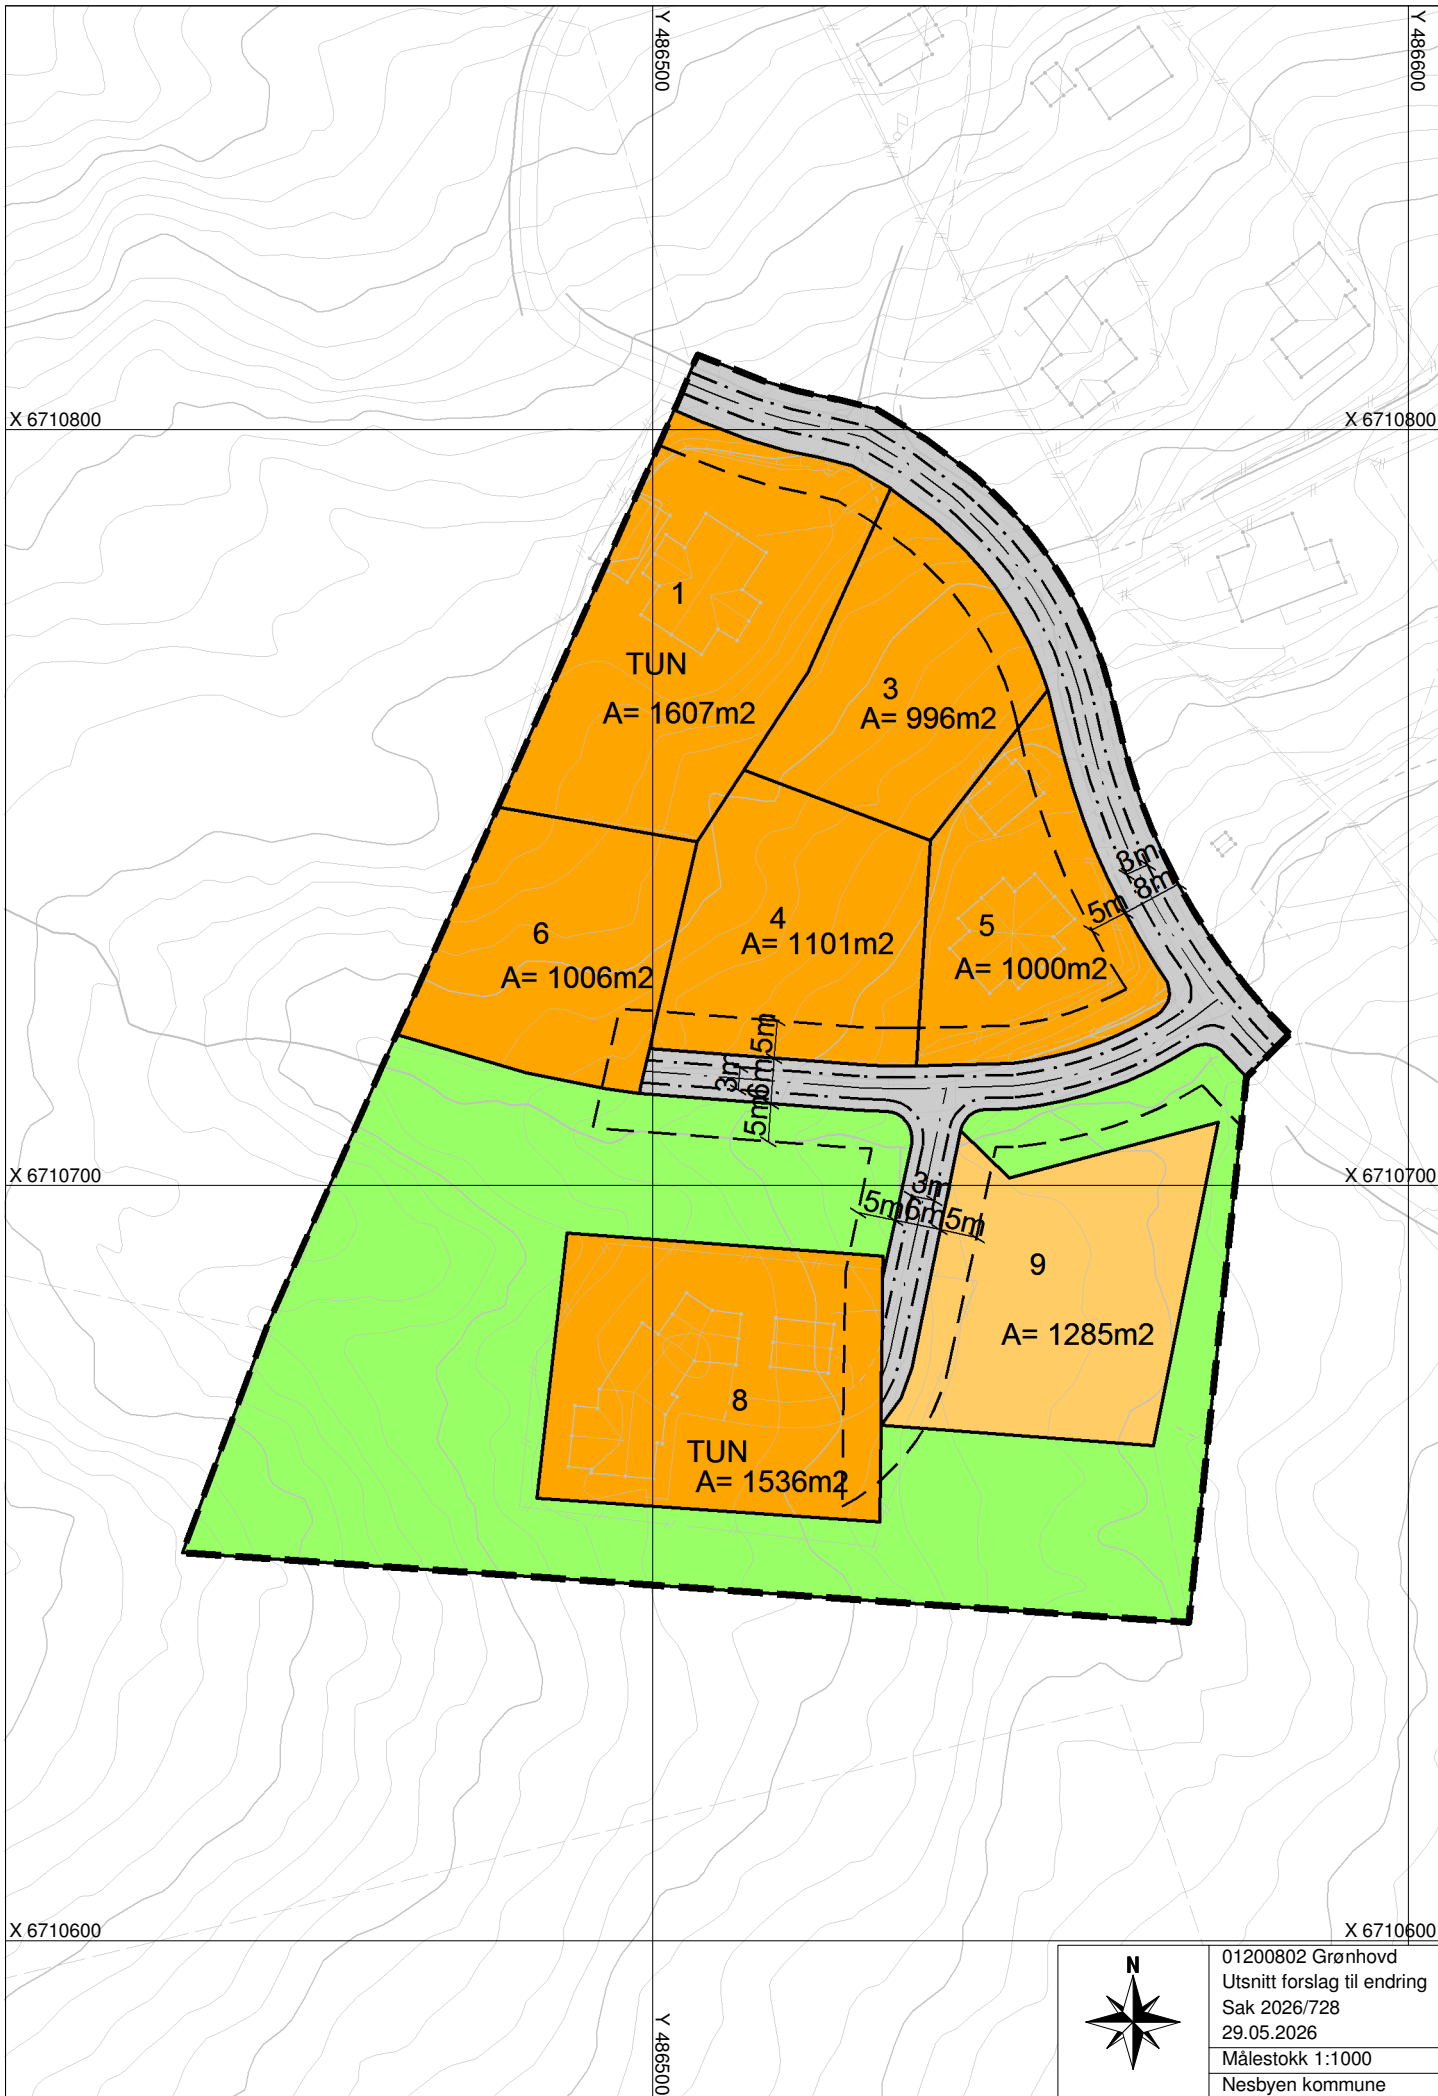 Y 486500
Y 486600
X 6710800
X 6710800
1
TUN
A= 1607m2
3
A= 996m2
3m
8m
5m
6
A= 1006m2
4
A= 1101m2
5
A= 1000m2
5m
3m
6m
5m
X 6710700
X 6710700
3m
5m
6m
5m
9
A= 1285m2
8
TUN
A= 1536m2
X 6710600
X 6710600
Y 486500
N
01200802 Grønhovd
Utsnitt forslag til endring
Sak 2026/728
29.05.2026
Målestokk 1:1000
Nesbyen kommune